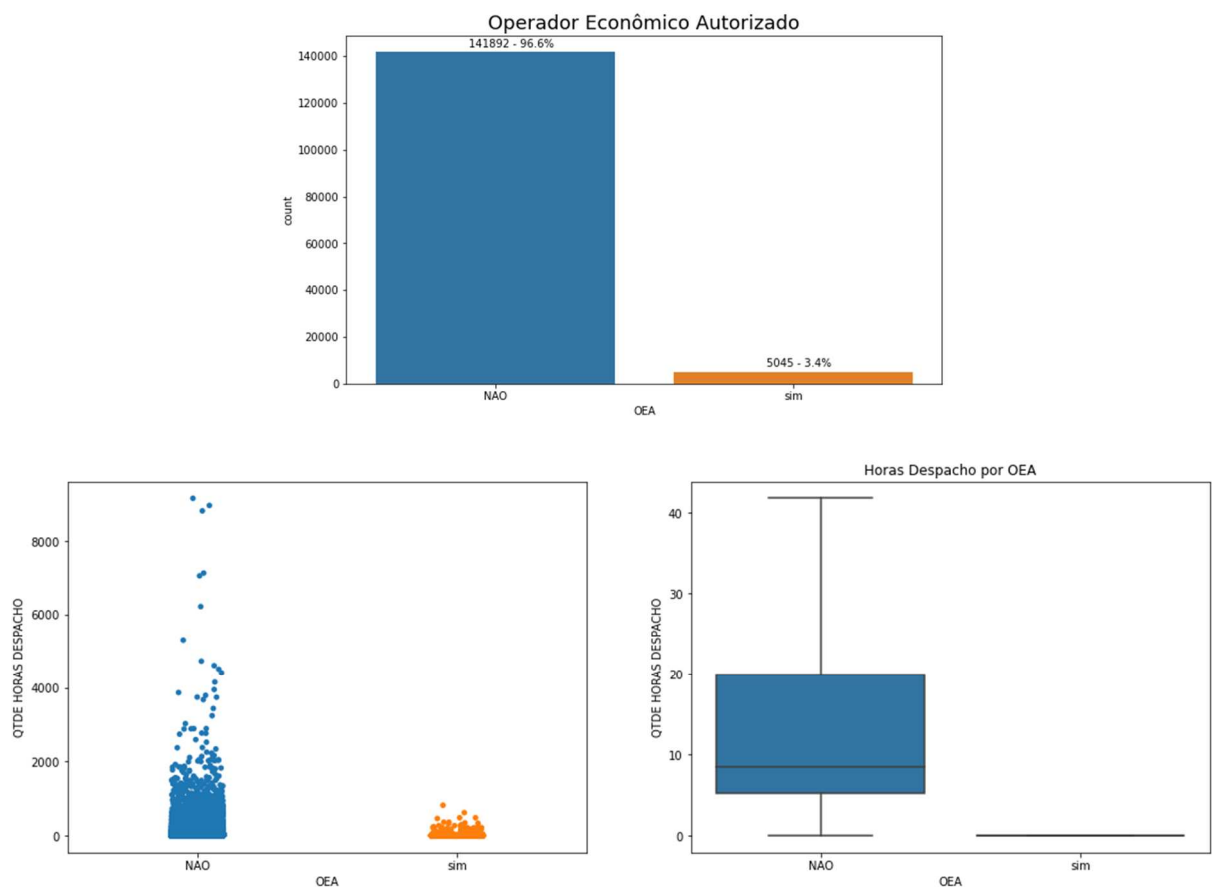 Operador Econômico Autorizado
141892 - 96.6%
5045 - 3.4%
140000
120000
100000
80000
60000
40000
20000
0
count
NAO
sim
OEA
8000
6000
4000
2000
0
QTDE HORAS DESPACHO
NAO
sim
OEA
Horas Despacho por OEA
40
30
20
10
0
QTDE HORAS DESPACHO
NAO
sim
OEA